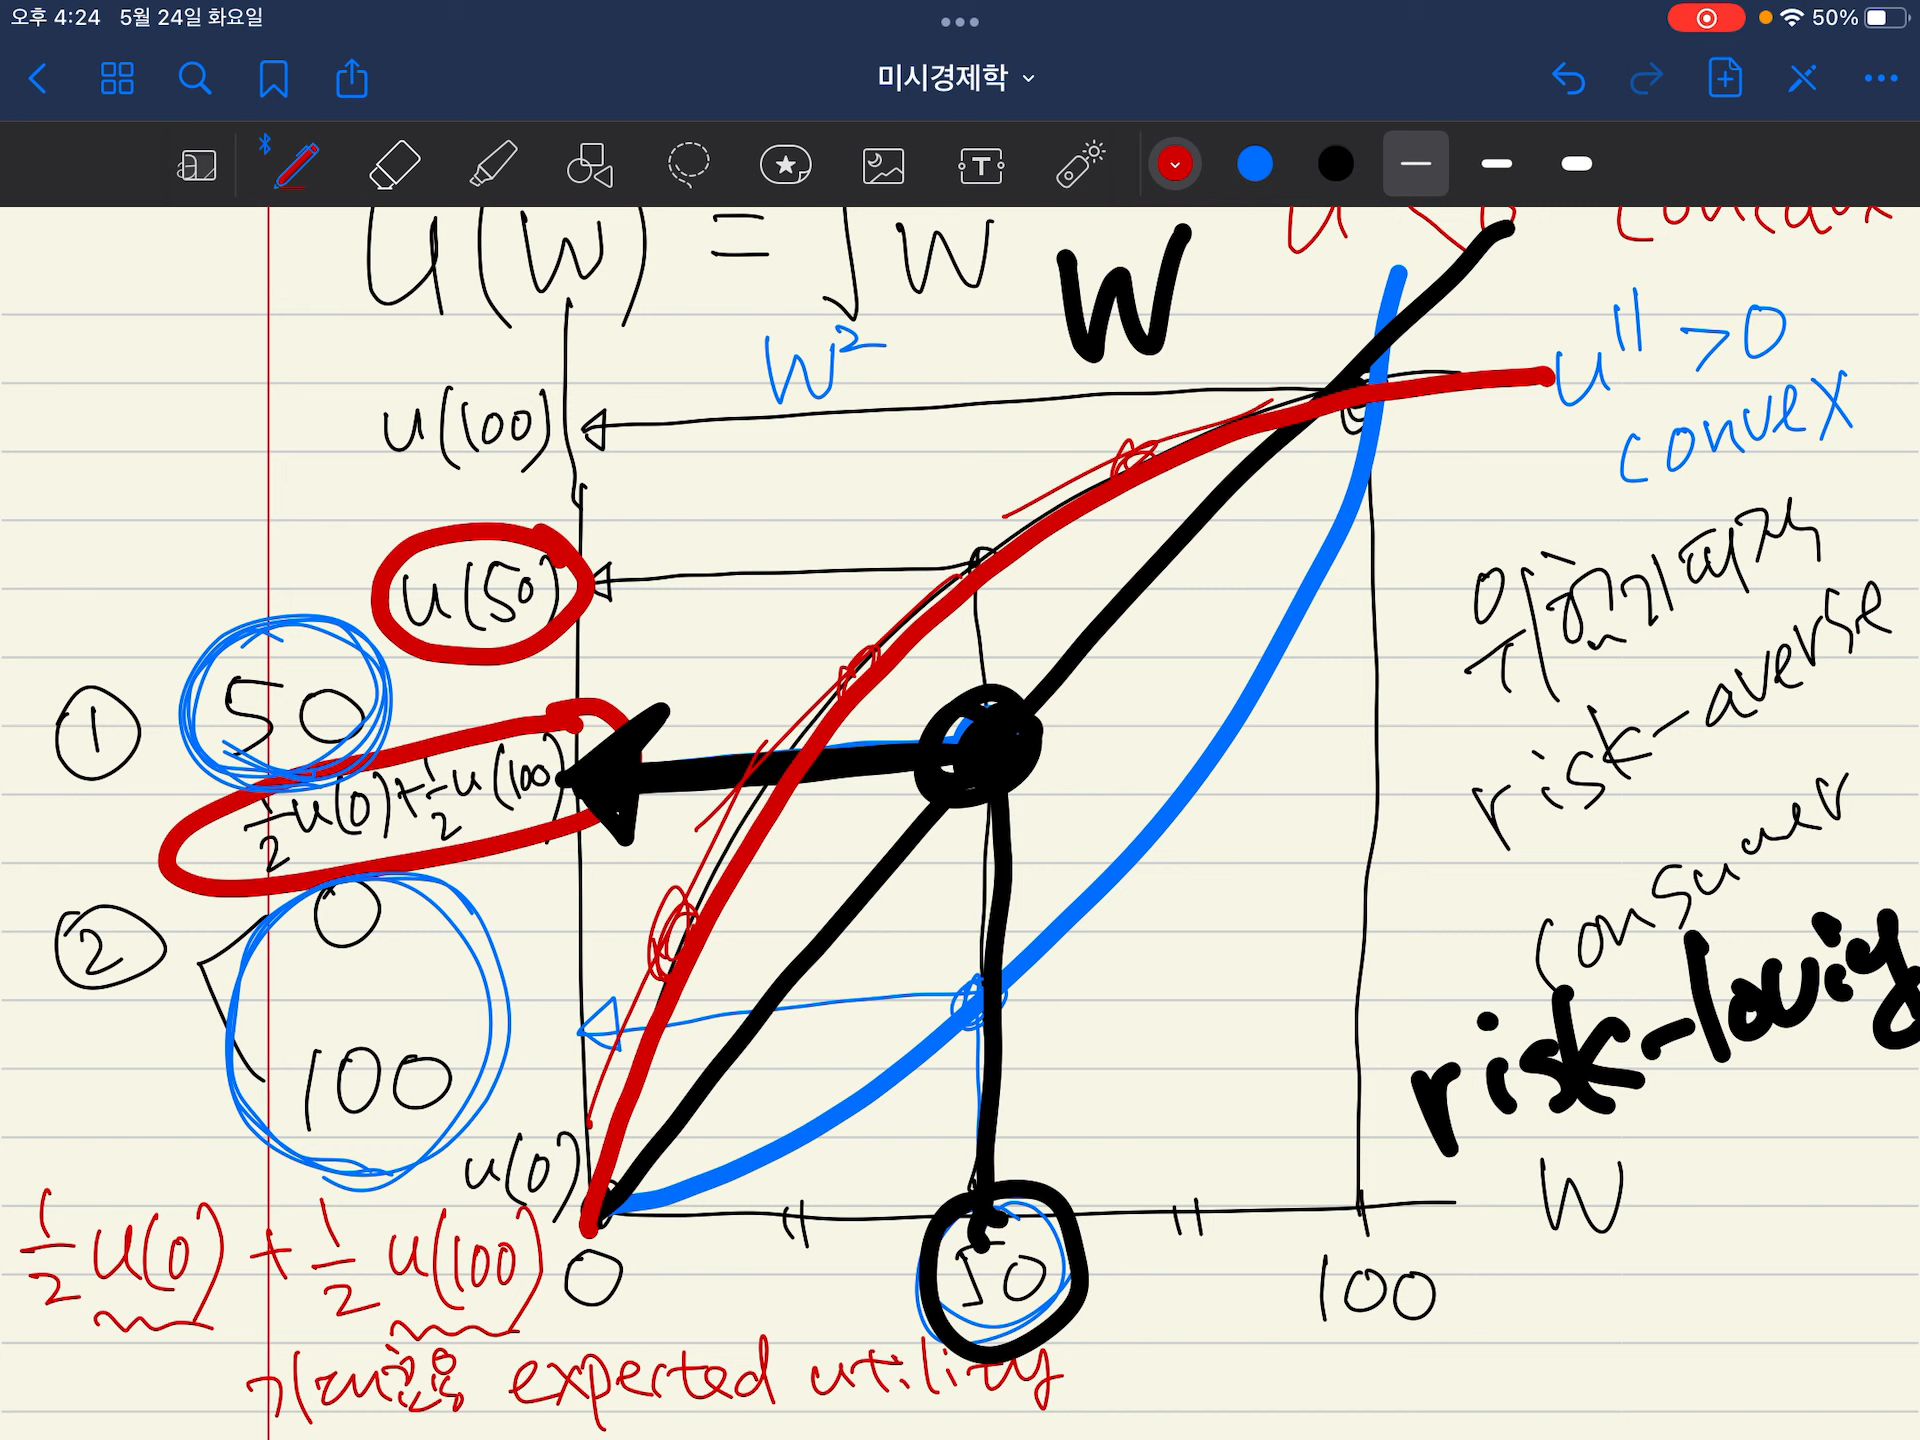 오후 4:24 5월 24일 화요일
50%
미시경제학
T
u(w) = √w
W
w²
u'' > 0
convex
u(100)
u(50)
위험기피적
risk-averse
consumer
risk-lovig
① 50
½u(0)+½u(100)
② 0
100
u(0)
0
50
100
W
½u(0) + ½u(100)
기대효용 expected utility